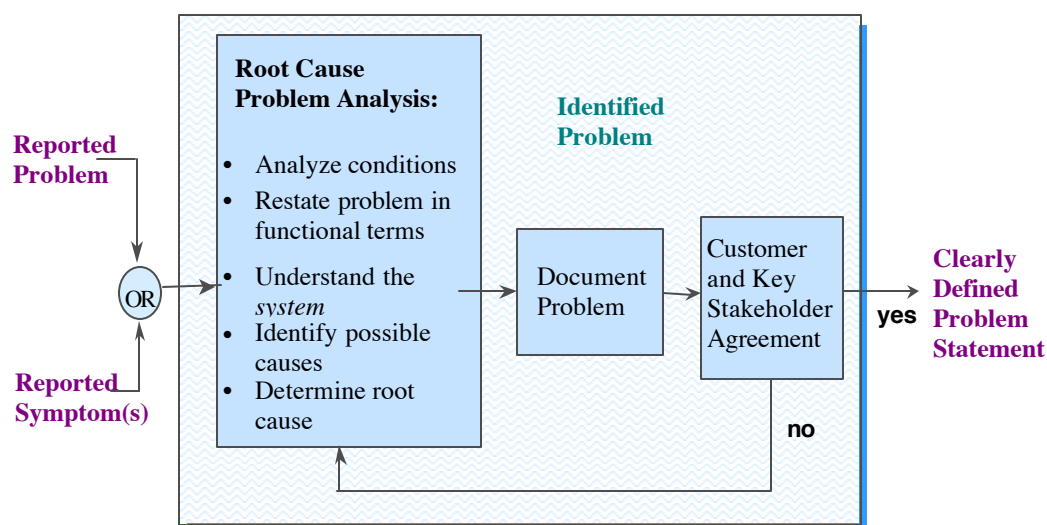 Reported
Problem
OR
Reported
Symptom(s)
Root Cause
Problem Analysis:
• Analyze conditions
• Restate problem in
functional terms
• Understand the
system
• Identify possible
causes
• Determine root
cause
Identified
Problem
Document
Problem
Customer
and Key
Stakeholder
Agreement
yes
no
Clearly
Defined
Problem
Statement